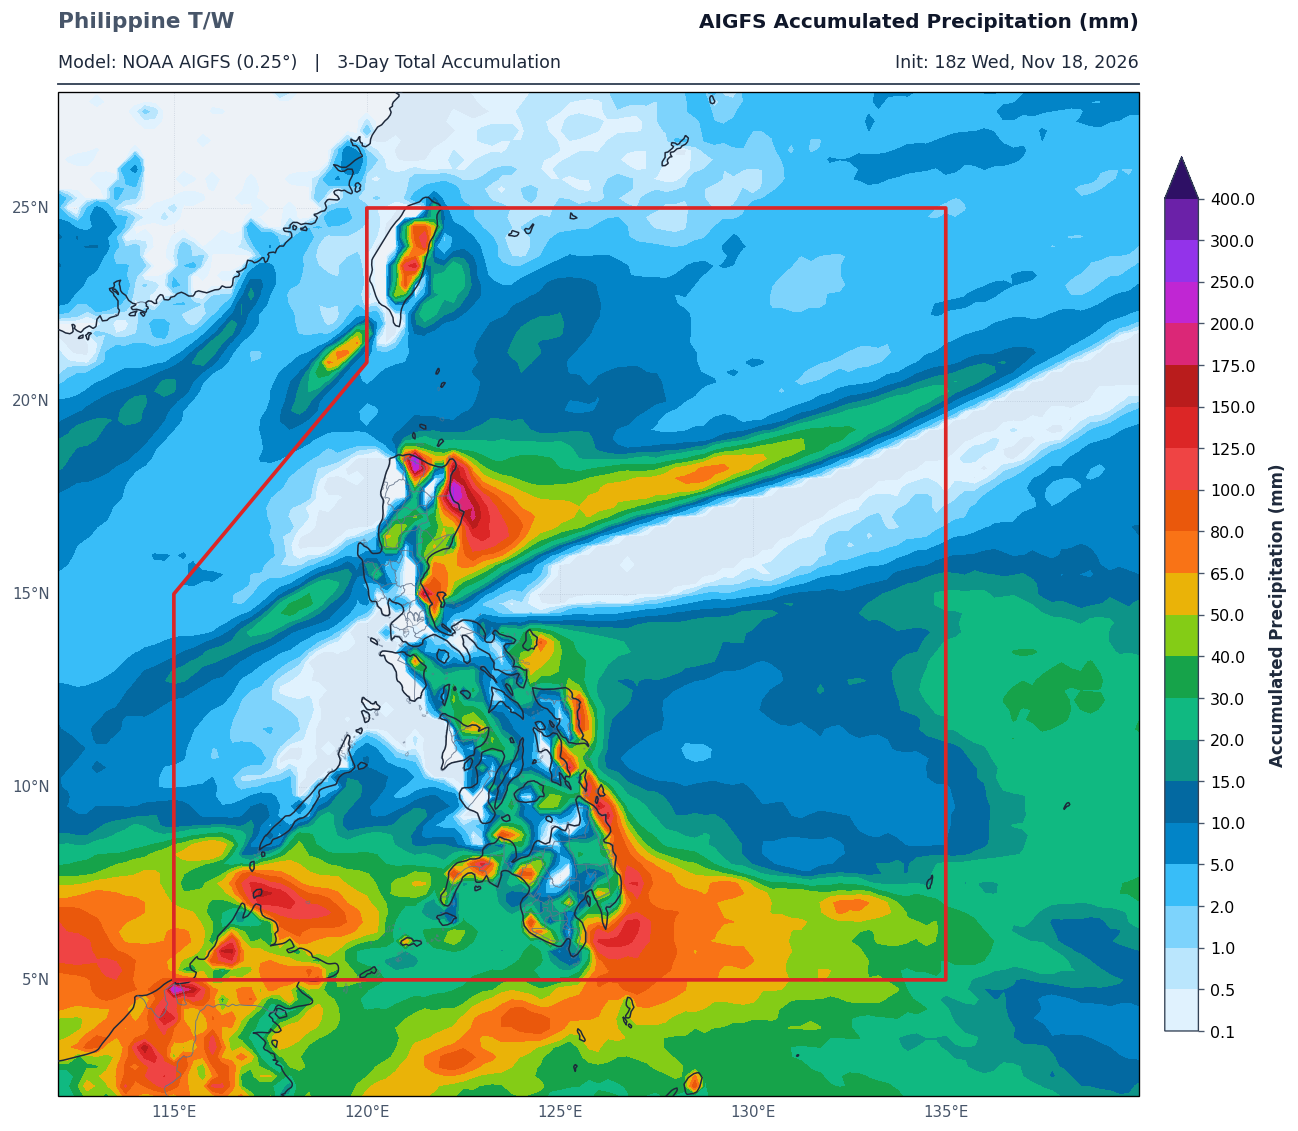 Philippine T/W
AIGFS Accumulated Precipitation (mm)
Model: NOAA AIGFS (0.25°)   |   3-Day Total Accumulation
Init: 18z Wed, Nov 18, 2026
25°N
20°N
15°N
10°N
5°N
115°E
120°E
125°E
130°E
135°E
400.0
300.0
250.0
200.0
175.0
150.0
125.0
100.0
80.0
65.0
50.0
40.0
30.0
20.0
15.0
10.0
5.0
2.0
1.0
0.5
0.1
Accumulated Precipitation (mm)